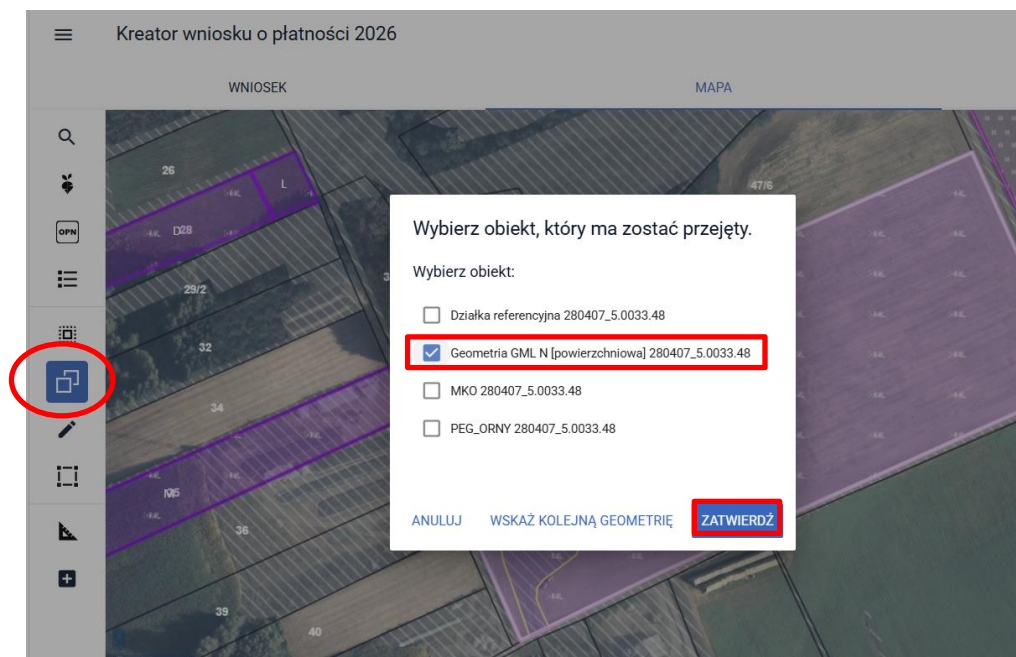 Kreator wniosku o płatności 2026
WNIOSEK
MAPA
26
L
47/6
D28
OPN
29/2
32
34
36
39
40
Wybierz obiekt, który ma zostać przejęty.
Wybierz obiekt:
Działka referencyjna 280407_5.0033.48
Geometria GML N [powierzchniowa] 280407_5.0033.48
MKO 280407_5.0033.48
PEG_ORNY 280407_5.0033.48
ANULUJ WSKAŻ KOLEJNĄ GEOMETRIĘ ZATWIERDŹ